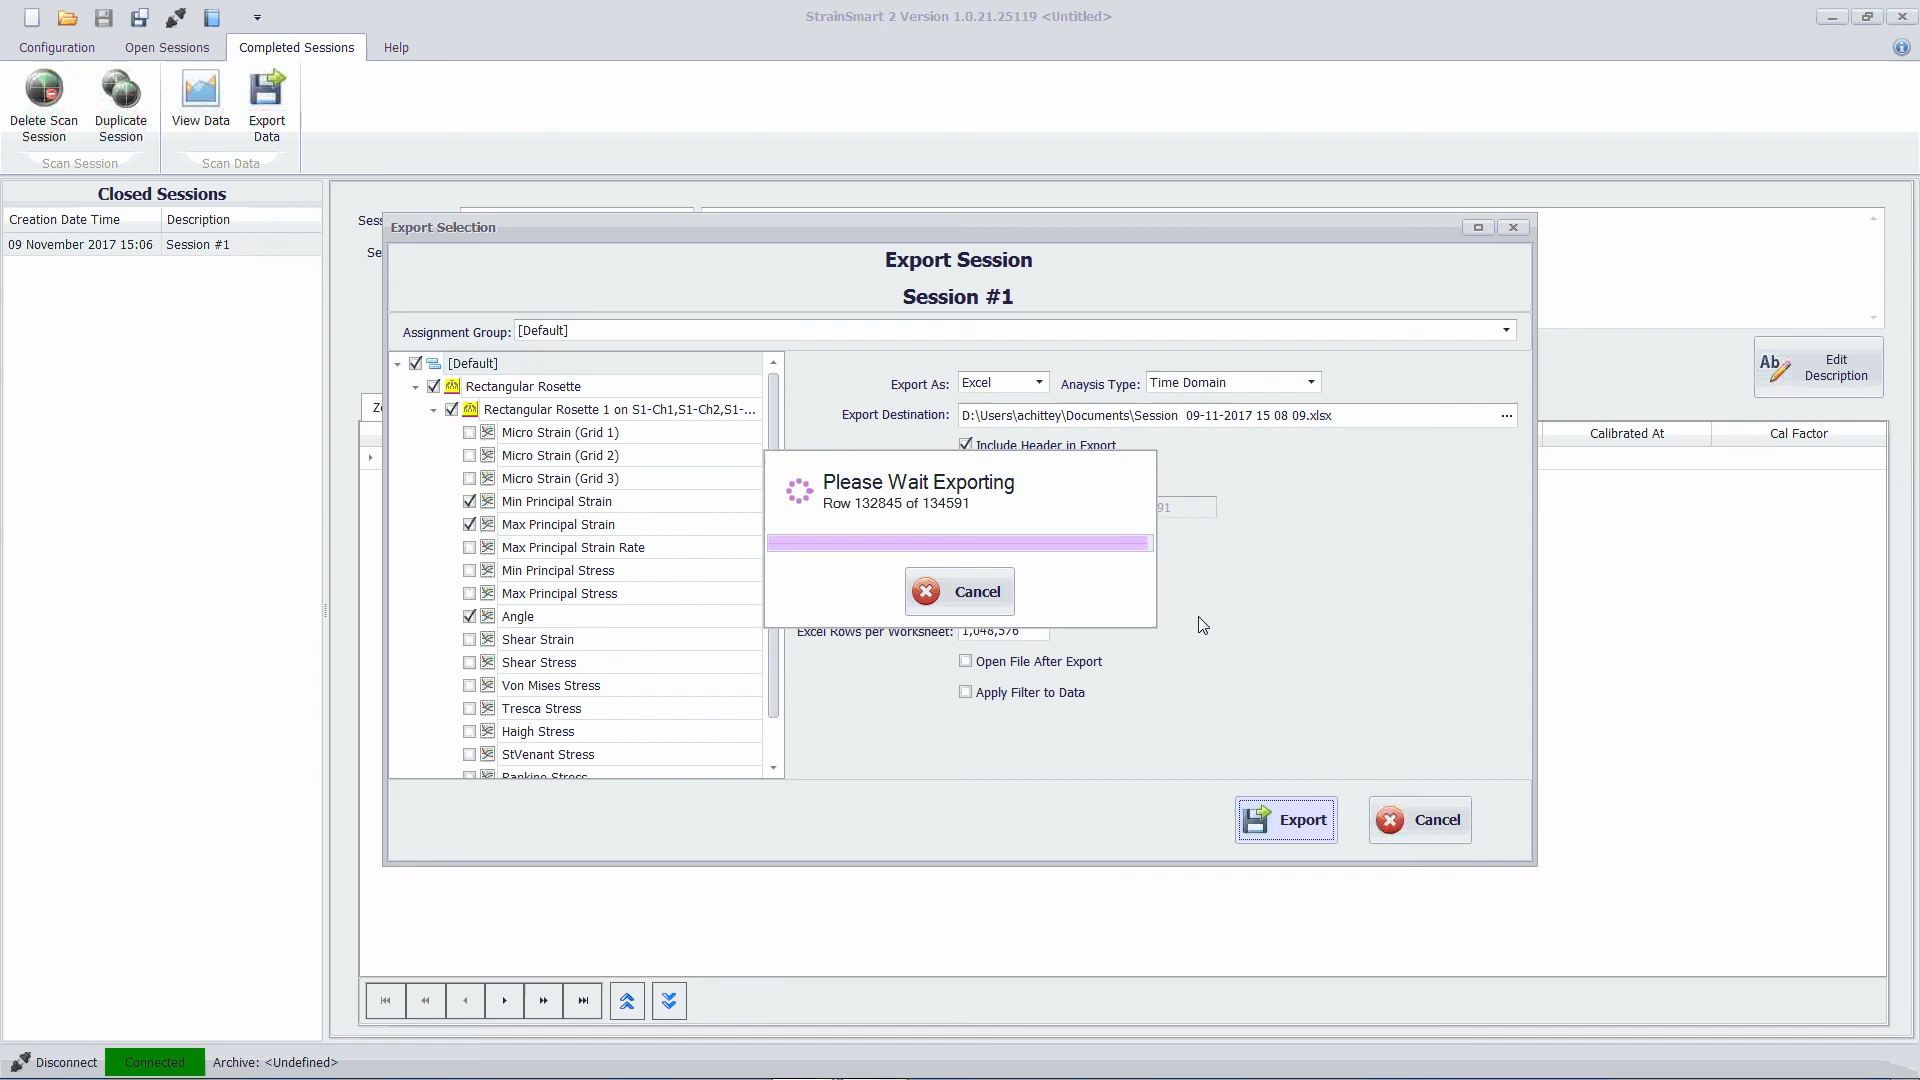 StrainSmart 2 Version 1.0.21.25119 <Untitled>
Configuration
Open Sessions
Completed Sessions
Help
Delete Scan
Session
Duplicate
Session
View Data
Export
Data
Scan Session
Scan Data
Closed Sessions
Creation Date Time
Description
09 November 2017 15:06
Session #1
Export Selection
Export Session
Session #1
Assignment Group:
[Default]
[Default]
Rectangular Rosette
Rectangular Rosette 1 on S1-Ch1,S1-Ch2,S1-...
Micro Strain (Grid 1)
Micro Strain (Grid 2)
Micro Strain (Grid 3)
Min Principal Strain
Max Principal Strain
Max Principal Strain Rate
Min Principal Stress
Max Principal Stress
Angle
Shear Strain
Shear Stress
Von Mises Stress
Tresca Stress
Haigh Stress
StVenant Stress
Rankine Stress
Export As:
Excel
Anaysis Type:
Time Domain
Export Destination:
D:\Users\achittey\Documents\Session  09-11-2017 15 08 09.xlsx
...
Include Header in Export
Please Wait Exporting
Row 132845 of 134591
Cancel
91
Excel Rows per Worksheet:
1,048,576
Open File After Export
Apply Filter to Data
Export
Cancel
Ab
Edit
Description
Calibrated At
Cal Factor
Disconnect
Connected
Archive: <Undefined>